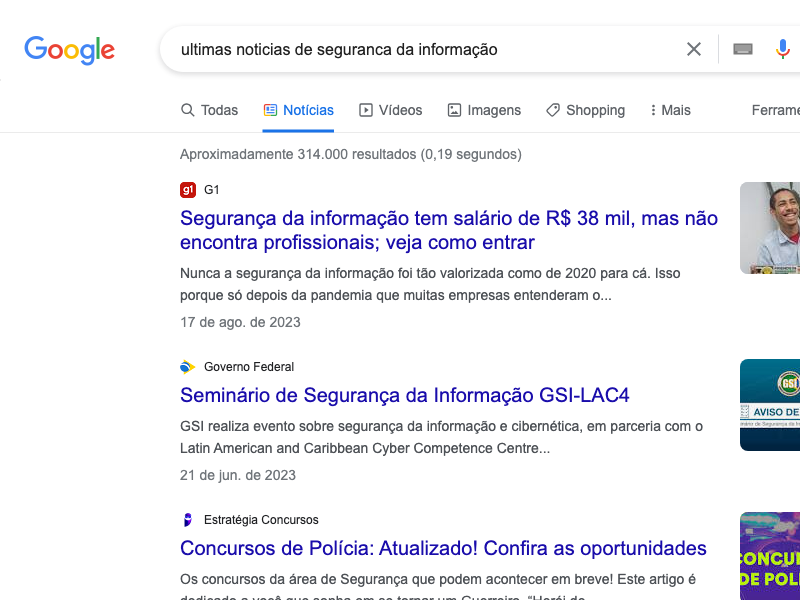 Google
ultimas noticias de seguranca da informação
Todas
Notícias
Vídeos
Imagens
Shopping
Mais
Aproximadamente 314.000 resultados (0,19 segundos)
g1 G1
Segurança da informação tem salário de R$ 38 mil, mas não
encontra profissionais; veja como entrar
Nunca a segurança da informação foi tão valorizada como de 2020 para cá. Isso
porque só depois da pandemia que muitas empresas entenderam o...
17 de ago. de 2023
Governo Federal
Seminário de Segurança da Informação GSI-LAC4
GSI
AVISO DE
GSI realiza evento sobre segurança da informação e cibernética, em parceria com o
Latin American and Caribbean Cyber Competence Centre...
21 de jun. de 2023
Estratégia Concursos
Concursos de Polícia: Atualizado! Confira as oportunidades
Os concursos da área de Segurança que podem acontecer em breve! Este artigo é